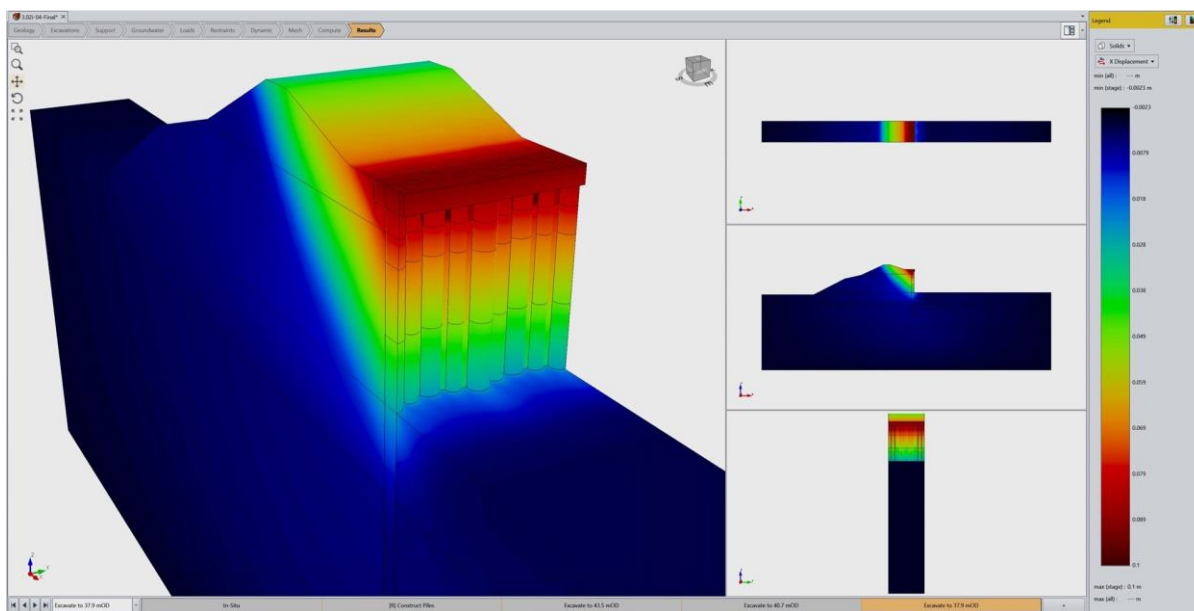 3.02i-04-Final*
Geology Excavations Support Groundwater Loads Restraints Dynamic Mesh Compute Results
Legend
Solids
X Displacement
min (all) : --- m
min (stage) : -0.0023 m
-0.0023
0.0079
0.018
0.028
0.038
0.049
0.059
0.069
0.079
0.089
0.1
max (stage) : 0.1 m
max (all) : --- m
Excavate to 37.9 mOD In-Situ [R] Construct Piles Excavate to 43.5 mOD Excavate to 40.7 mOD Excavate to 37.9 mOD